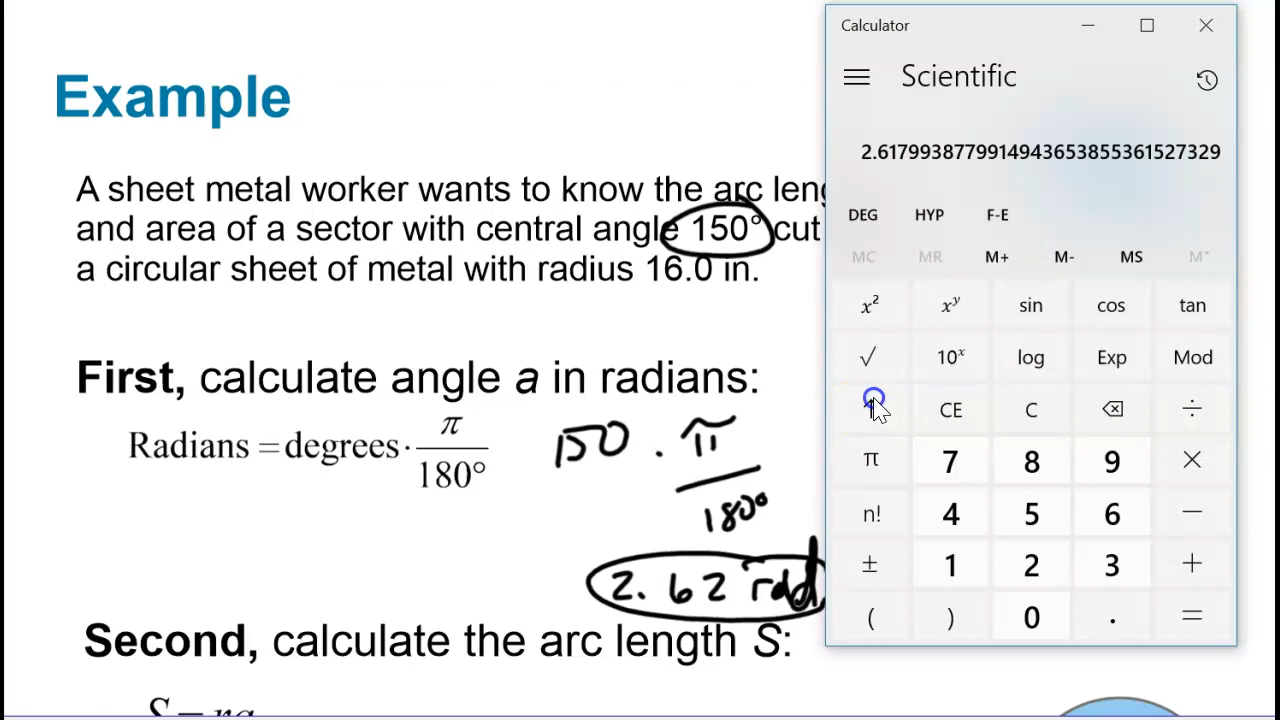 Example
A sheet metal worker wants to know the arc leng
and area of a sector with central angle 150° cut
a circular sheet of metal with radius 16.0 in.
First, calculate angle a in radians:
Radians = degrees · π/180°
150 · π/180°
2.62 rad
Second, calculate the arc length S:
S = ra
Calculator
Scientific
2.6179938779914943653855361527329
DEG HYP F-E
MC MR M+ M- MS M˅
x² xʸ sin cos tan
√ 10ˣ log Exp Mod
↑ CE C ⌫ ÷
π 7 8 9 ×
n! 4 5 6 −
± 1 2 3 +
( ) 0 . =